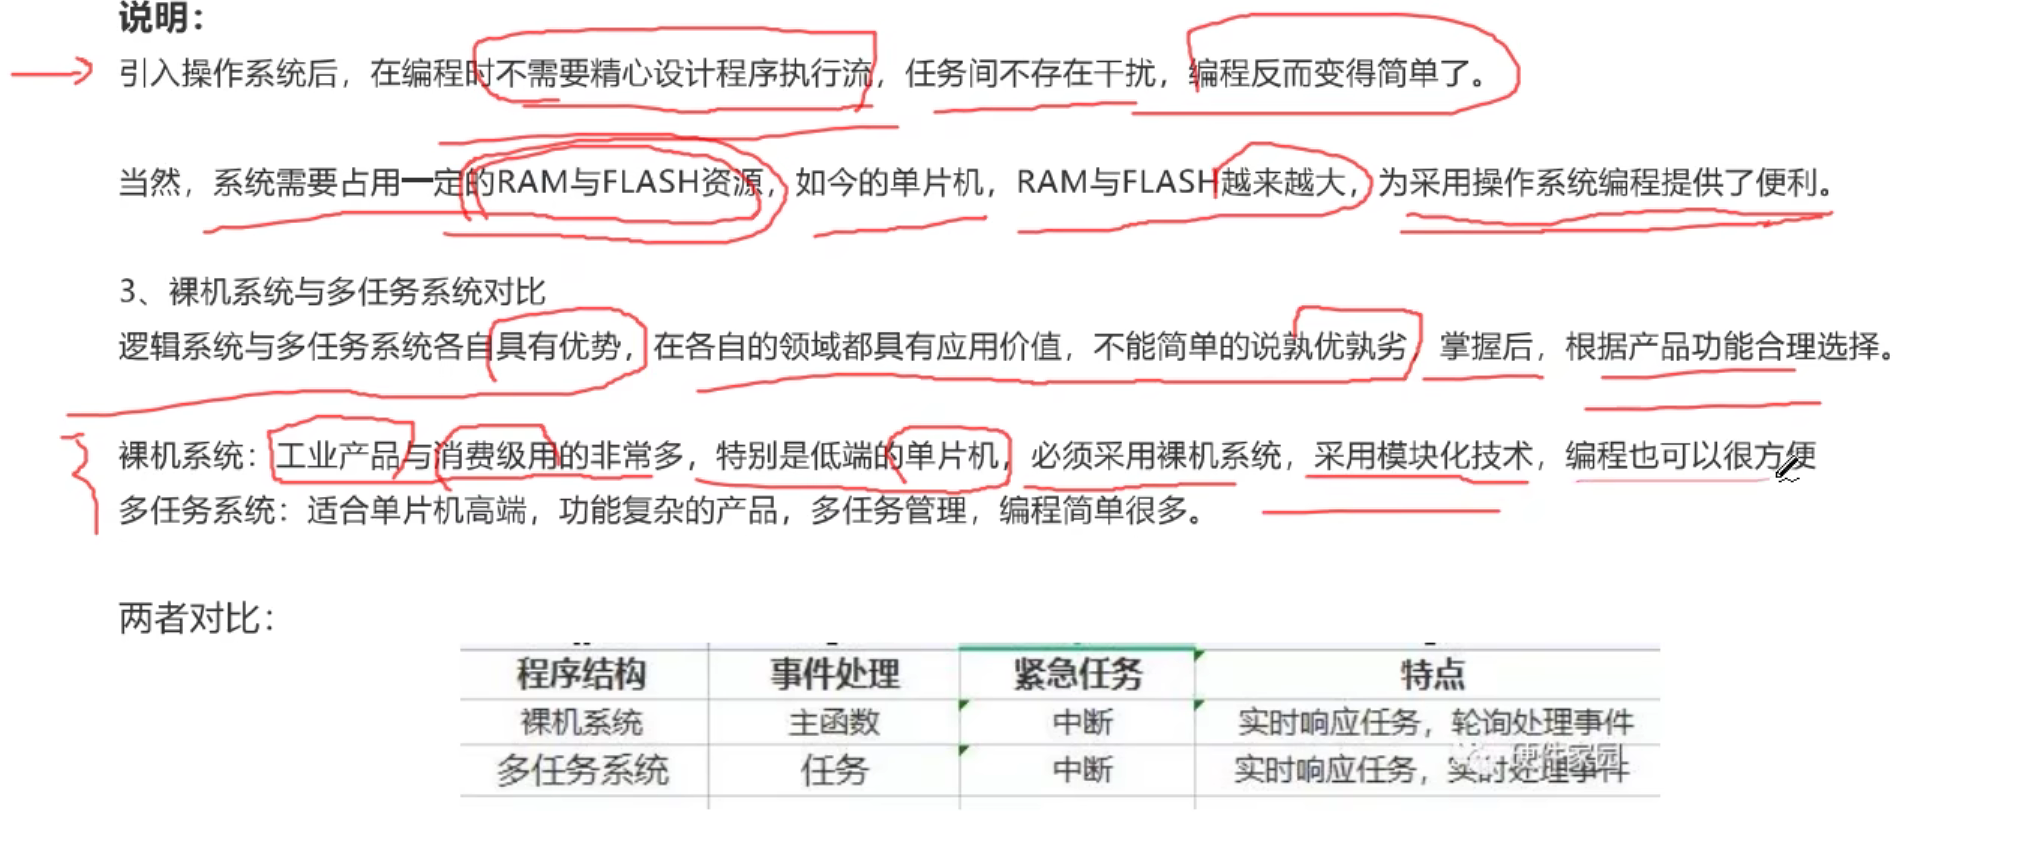 说明：
引入操作系统后，在编程时不需要精心设计程序执行流，任务间不存在干扰，编程反而变得简单了。
当然，系统需要占用一定的RAM与FLASH资源，如今的单片机，RAM与FLASH越来越大，为采用操作系统编程提供了便利。
3、裸机系统与多任务系统对比
逻辑系统与多任务系统各自具有优势，在各自的领域都具有应用价值，不能简单的说孰优孰劣，掌握后，根据产品功能合理选择。
裸机系统：工业产品与消费级用的非常多，特别是低端的单片机，必须采用裸机系统，采用模块化技术，编程也可以很方便
多任务系统：适合单片机高端，功能复杂的产品，多任务管理，编程简单很多。
两者对比：
程序结构 事件处理 紧急任务 特点
裸机系统 主函数 中断 实时响应任务，轮询处理事件
多任务系统 任务 中断 实时响应任务，实时处理事件
硬件家园